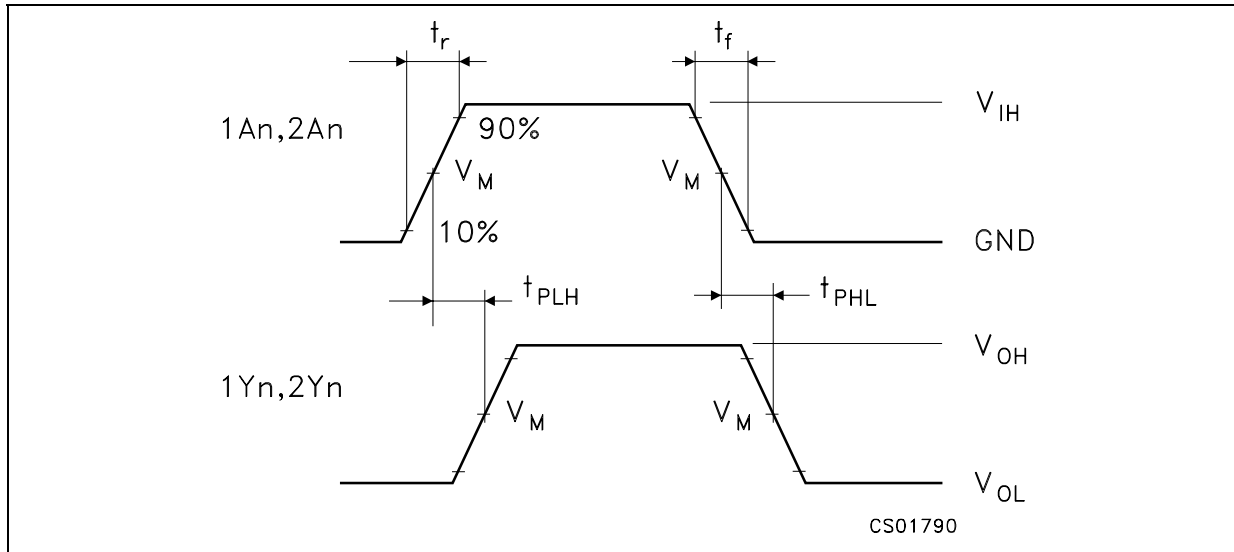 tr tf
1An,2An 90% VIH
VM VM
10% GND
tPLH tPHL
VOH
1Yn,2Yn VM VM
VOL
CS01790